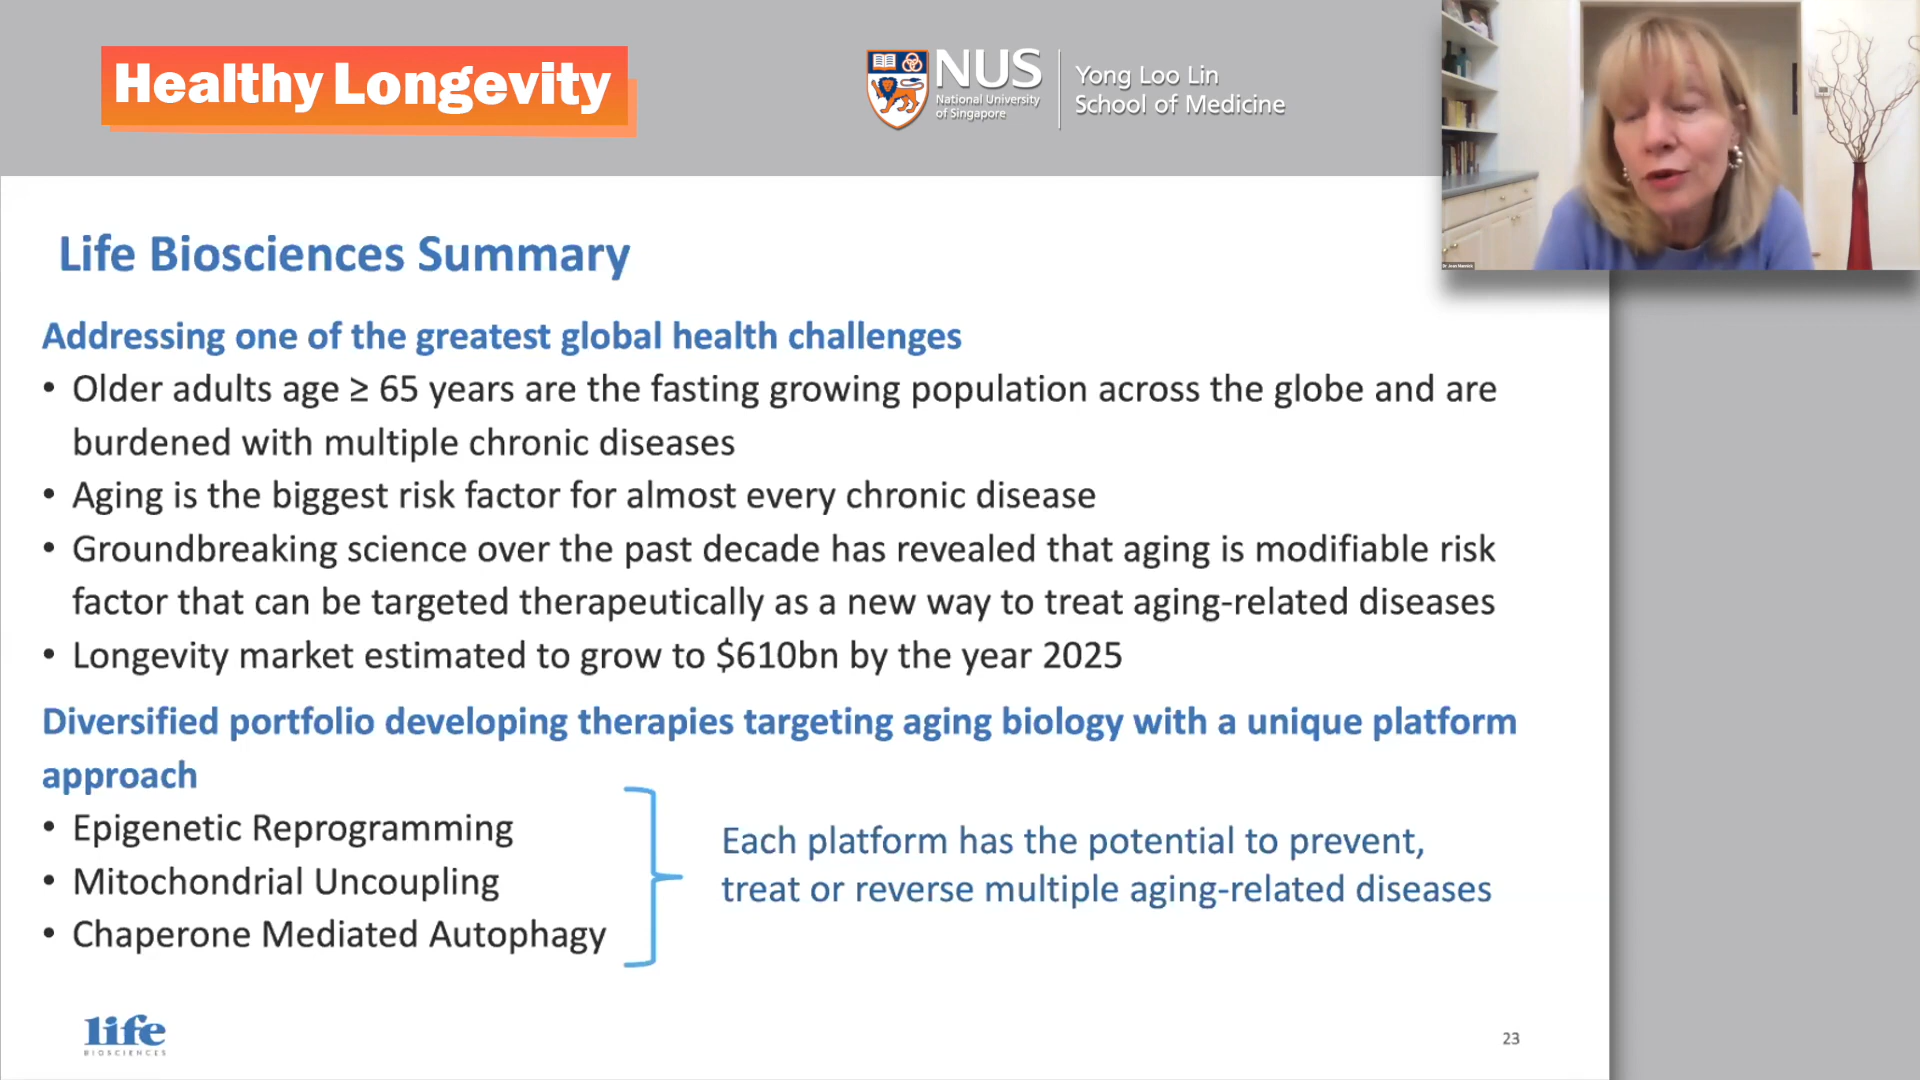 Healthy Longevity
NUS
National University
of Singapore
Yong Loo Lin
School of Medicine
Dr Joan Mannick
Life Biosciences Summary
Addressing one of the greatest global health challenges
• Older adults age ≥ 65 years are the fasting growing population across the globe and are
burdened with multiple chronic diseases
• Aging is the biggest risk factor for almost every chronic disease
• Groundbreaking science over the past decade has revealed that aging is modifiable risk
factor that can be targeted therapeutically as a new way to treat aging-related diseases
• Longevity market estimated to grow to $610bn by the year 2025
Diversified portfolio developing therapies targeting aging biology with a unique platform
approach
• Epigenetic Reprogramming
• Mitochondrial Uncoupling
• Chaperone Mediated Autophagy
Each platform has the potential to prevent,
treat or reverse multiple aging-related diseases
life
BIOSCIENCES
23